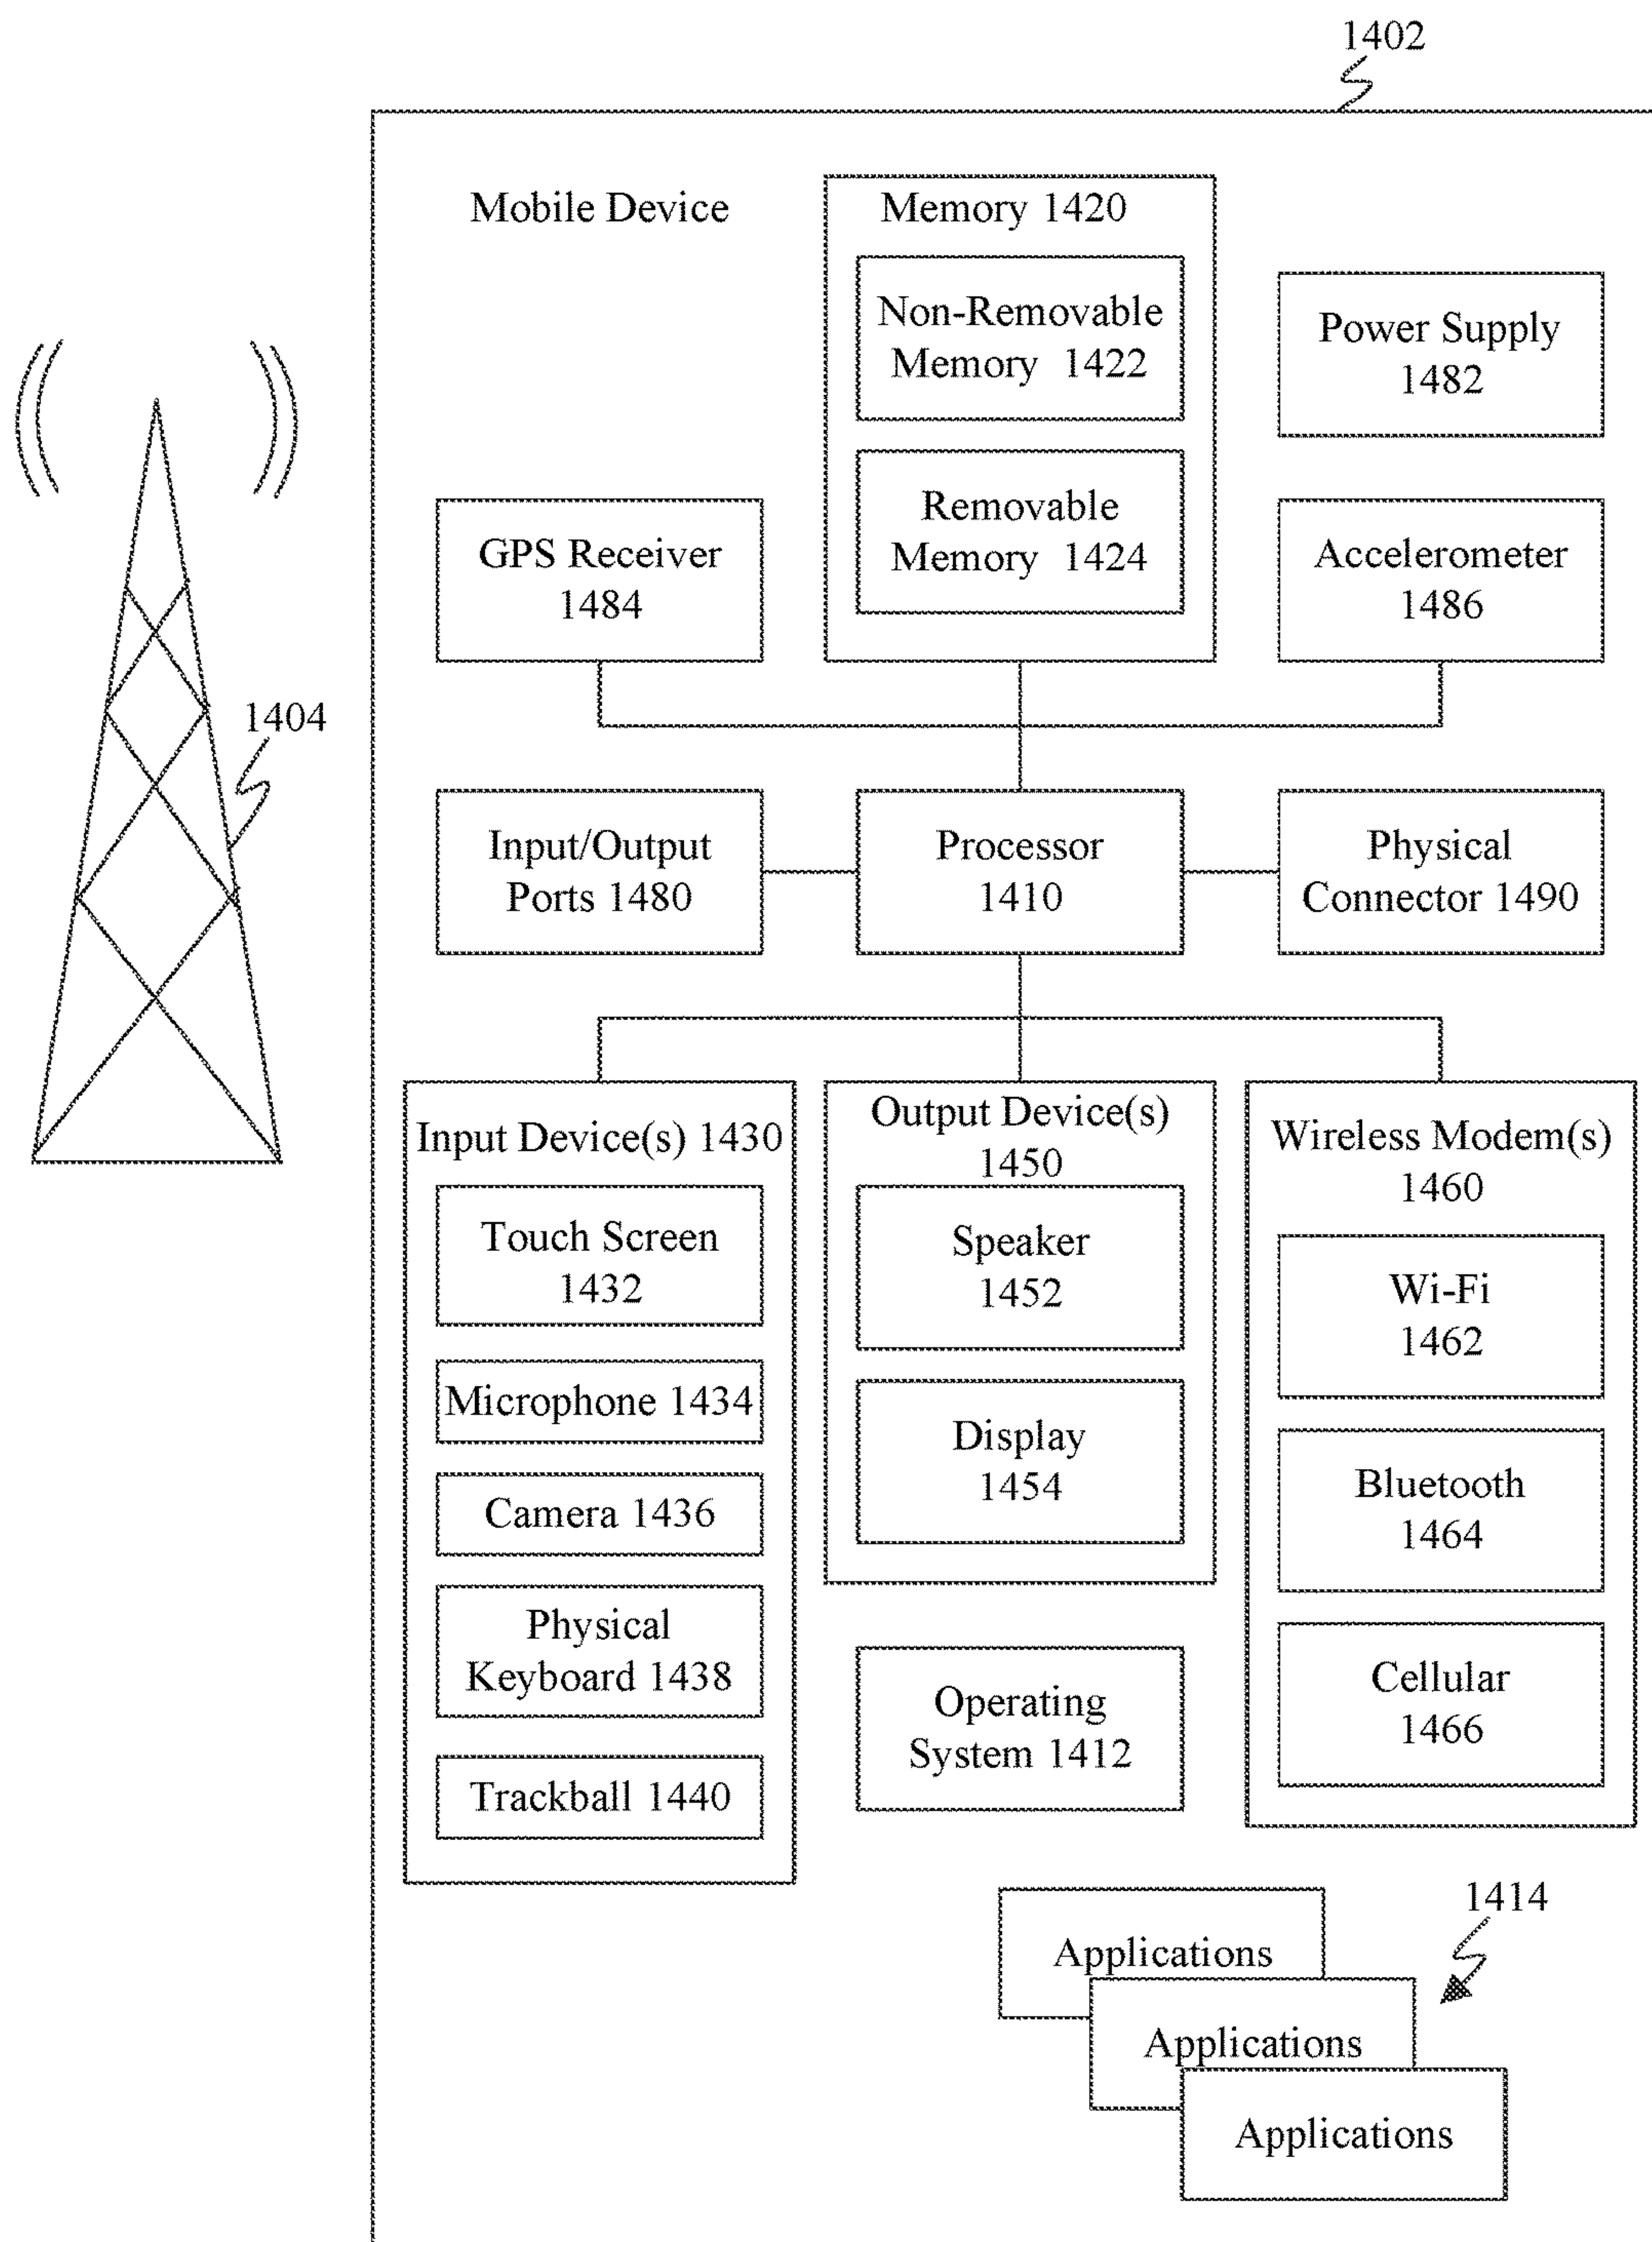 1402
Mobile Device
Memory 1420
Non-Removable
Memory 1422
Power Supply
1482
Removable
Memory 1424
GPS Receiver
1484
Accelerometer
1486
1404
Input/Output
Ports 1480
Processor
1410
Physical
Connector 1490
Input Device(s) 1430
Touch Screen
1432
Microphone 1434
Camera 1436
Physical
Keyboard 1438
Trackball 1440
Output Device(s)
1450
Speaker
1452
Display
1454
Operating
System 1412
Wireless Modem(s)
1460
Wi-Fi
1462
Bluetooth
1464
Cellular
1466
1414
Applications
Applications
Applications